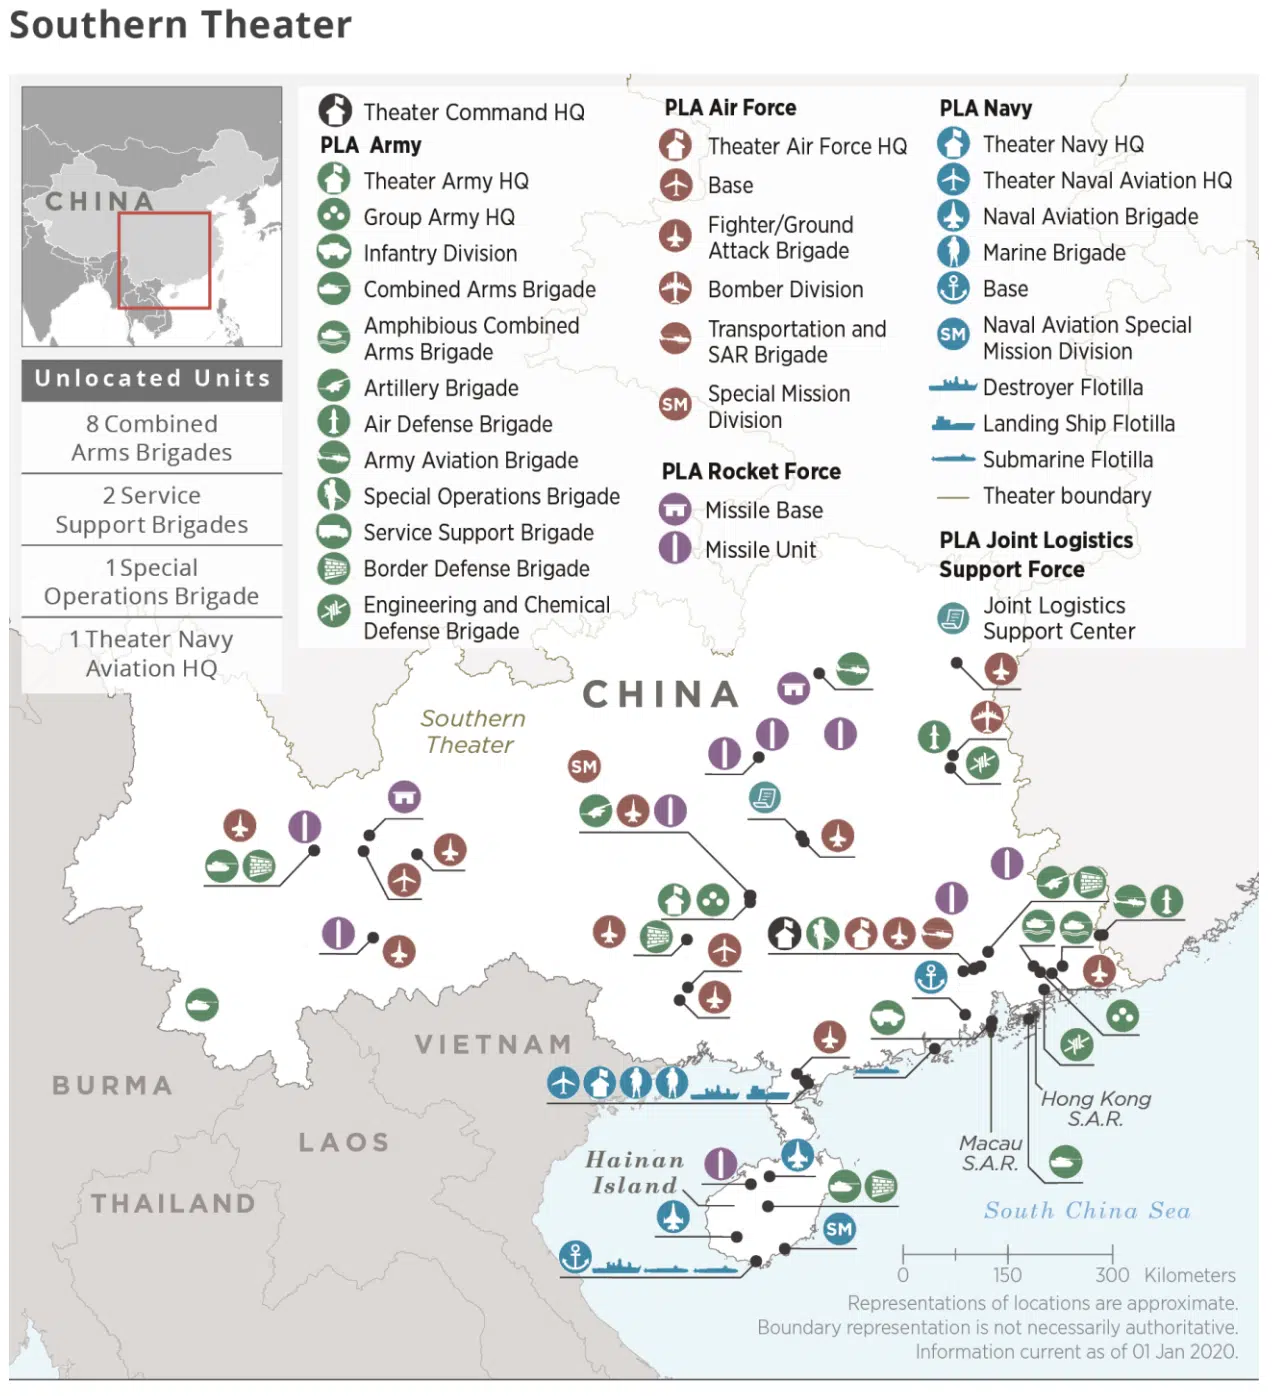 Southern Theater
CHINA
Unlocated Units
8 Combined
Arms Brigades
2 Service
Support Brigades
1 Special
Operations Brigade
1 Theater Navy
Aviation HQ
Theater Command HQ
PLA Army
Theater Army HQ
Group Army HQ
Infantry Division
Combined Arms Brigade
Amphibious Combined
Arms Brigade
Artillery Brigade
Air Defense Brigade
Army Aviation Brigade
Special Operations Brigade
Service Support Brigade
Border Defense Brigade
Engineering and Chemical
Defense Brigade
PLA Air Force
Theater Air Force HQ
Base
Fighter/Ground
Attack Brigade
Bomber Division
Transportation and
SAR Brigade
SM
Special Mission
Division
PLA Rocket Force
Missile Base
Missile Unit
PLA Navy
Theater Navy HQ
Theater Naval Aviation HQ
Naval Aviation Brigade
Marine Brigade
Base
SM
Naval Aviation Special
Mission Division
Destroyer Flotilla
Landing Ship Flotilla
Submarine Flotilla
Theater boundary
PLA Joint Logistics
Support Force
Joint Logistics
Support Center
CHINA
Southern
Theater
SM
VIETNAM
BURMA
LAOS
THAILAND
Hainan
Island
SM
Hong Kong
S.A.R.
Macau
S.A.R.
South China Sea
0 150 300 Kilometers
Representations of locations are approximate.
Boundary representation is not necessarily authoritative.
Information current as of 01 Jan 2020.